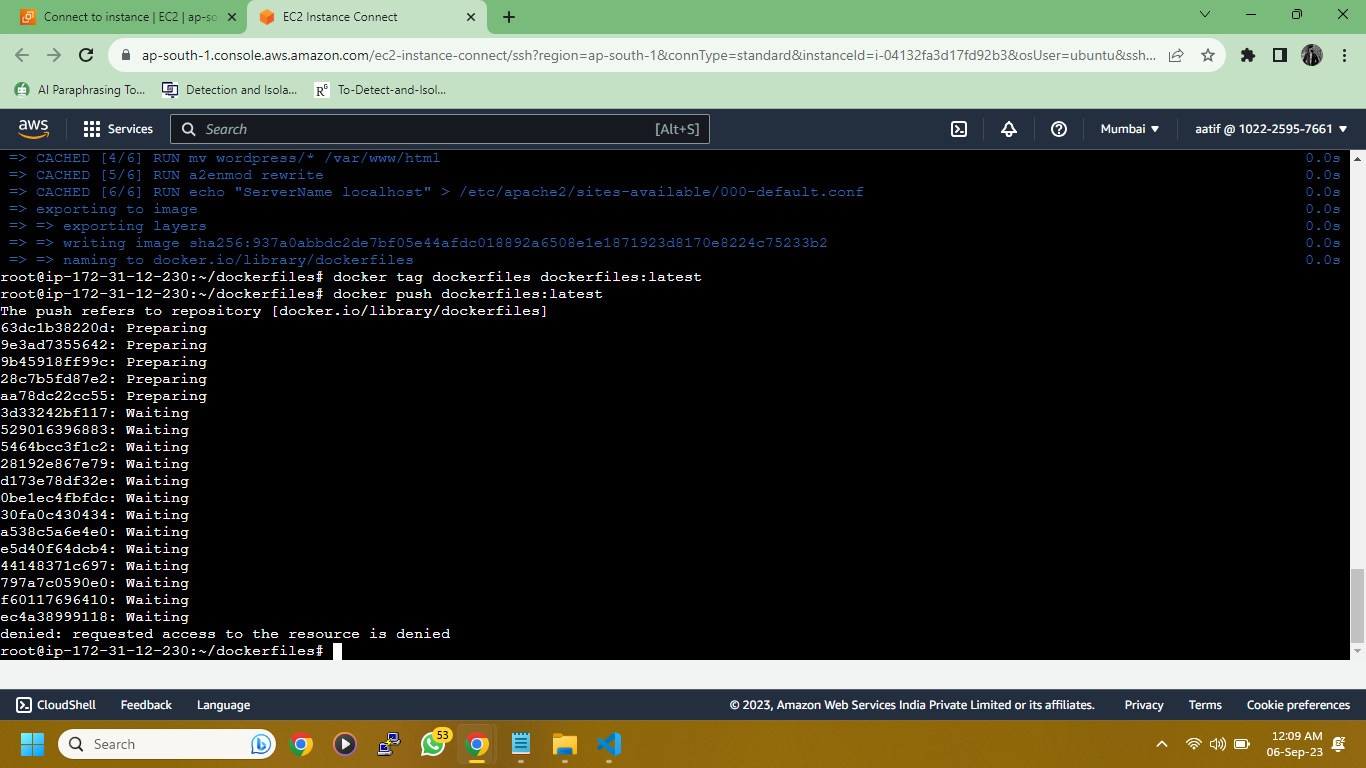 Connect to instance | EC2 | ap-so
EC2 Instance Connect
ap-south-1.console.aws.amazon.com/ec2-instance-connect/ssh?region=ap-south-1&connType=standard&instanceId=i-04132fa3d17fd92b3&osUser=ubuntu&ssh...
AI Paraphrasing To...
Detection and Isola...
R⁶ To-Detect-and-Isol...
aws
Services
Search
[Alt+S]
Mumbai
aatif @ 1022-2595-7661
=> CACHED [4/6] RUN mv wordpress/* /var/www/html 0.0s
=> CACHED [5/6] RUN a2enmod rewrite 0.0s
=> CACHED [6/6] RUN echo "ServerName localhost" > /etc/apache2/sites-available/000-default.conf 0.0s
=> exporting to image 0.0s
=> => exporting layers 0.0s
=> => writing image sha256:937a0abbdc2de7bf05e44afdc018892a6508e1e1871923d8170e8224c75233b2 0.0s
=> => naming to docker.io/library/dockerfiles 0.0s
root@ip-172-31-12-230:~/dockerfiles# docker tag dockerfiles dockerfiles:latest
root@ip-172-31-12-230:~/dockerfiles# docker push dockerfiles:latest
The push refers to repository [docker.io/library/dockerfiles]
63dc1b38220d: Preparing
9e3ad7355642: Preparing
9b45918ff99c: Preparing
28c7b5fd87e2: Preparing
aa78dc22cc55: Preparing
3d33242bf117: Waiting
529016396883: Waiting
5464bcc3f1c2: Waiting
28192e867e79: Waiting
d173e78df32e: Waiting
0be1ec4fbfdc: Waiting
30fa0c430434: Waiting
a538c5a6e4e0: Waiting
e5d40f64dcb4: Waiting
44148371c697: Waiting
797a7c0590e0: Waiting
f60117696410: Waiting
ec4a38999118: Waiting
denied: requested access to the resource is denied
root@ip-172-31-12-230:~/dockerfiles#
CloudShell
Feedback
Language
© 2023, Amazon Web Services India Private Limited or its affiliates.
Privacy
Terms
Cookie preferences
Search
53
12:09 AM
06-Sep-23